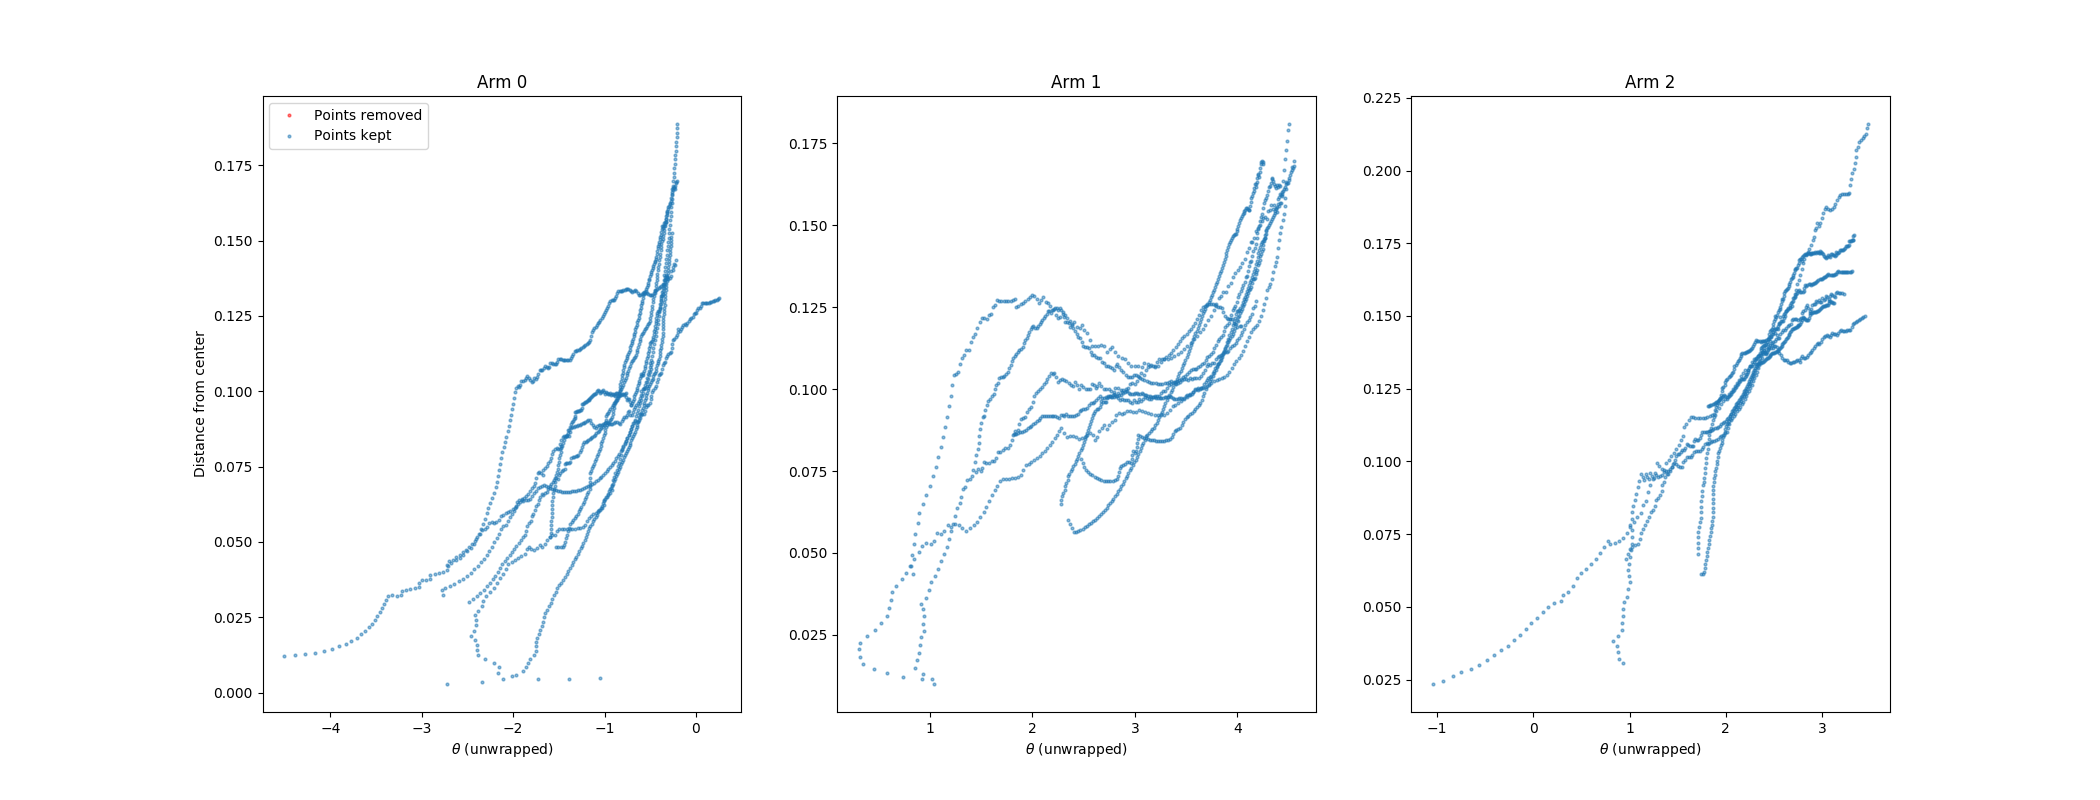 Arm 0
Arm 1
Arm 2
Points removed
Points kept
Distance from center
0.175
0.150
0.125
0.100
0.075
0.050
0.025
0.000
−4 −3 −2 −1 0
θ (unwrapped)
0.175
0.150
0.125
0.100
0.075
0.050
0.025
1 2 3 4
θ (unwrapped)
0.225
0.200
0.175
0.150
0.125
0.100
0.075
0.050
0.025
−1 0 1 2 3
θ (unwrapped)